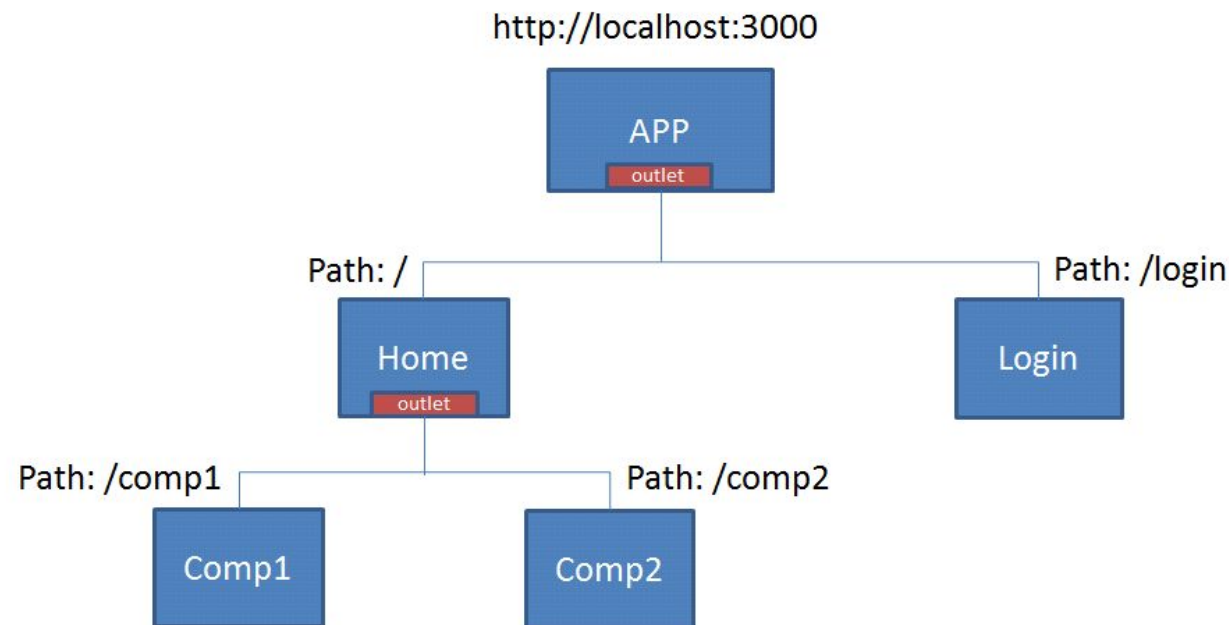 http://localhost:3000
APP
outlet
Path: /
Path: /login
Home
Login
outlet
Path: /comp1
Path: /comp2
Comp1
Comp2